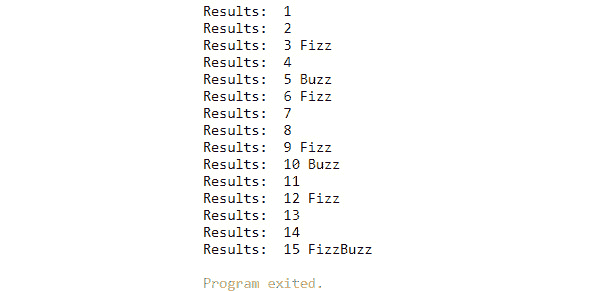 Results:  1
Results:  2
Results:  3 Fizz
Results:  4
Results:  5 Buzz
Results:  6 Fizz
Results:  7
Results:  8
Results:  9 Fizz
Results:  10 Buzz
Results:  11
Results:  12 Fizz
Results:  13
Results:  14
Results:  15 FizzBuzz
Program exited.